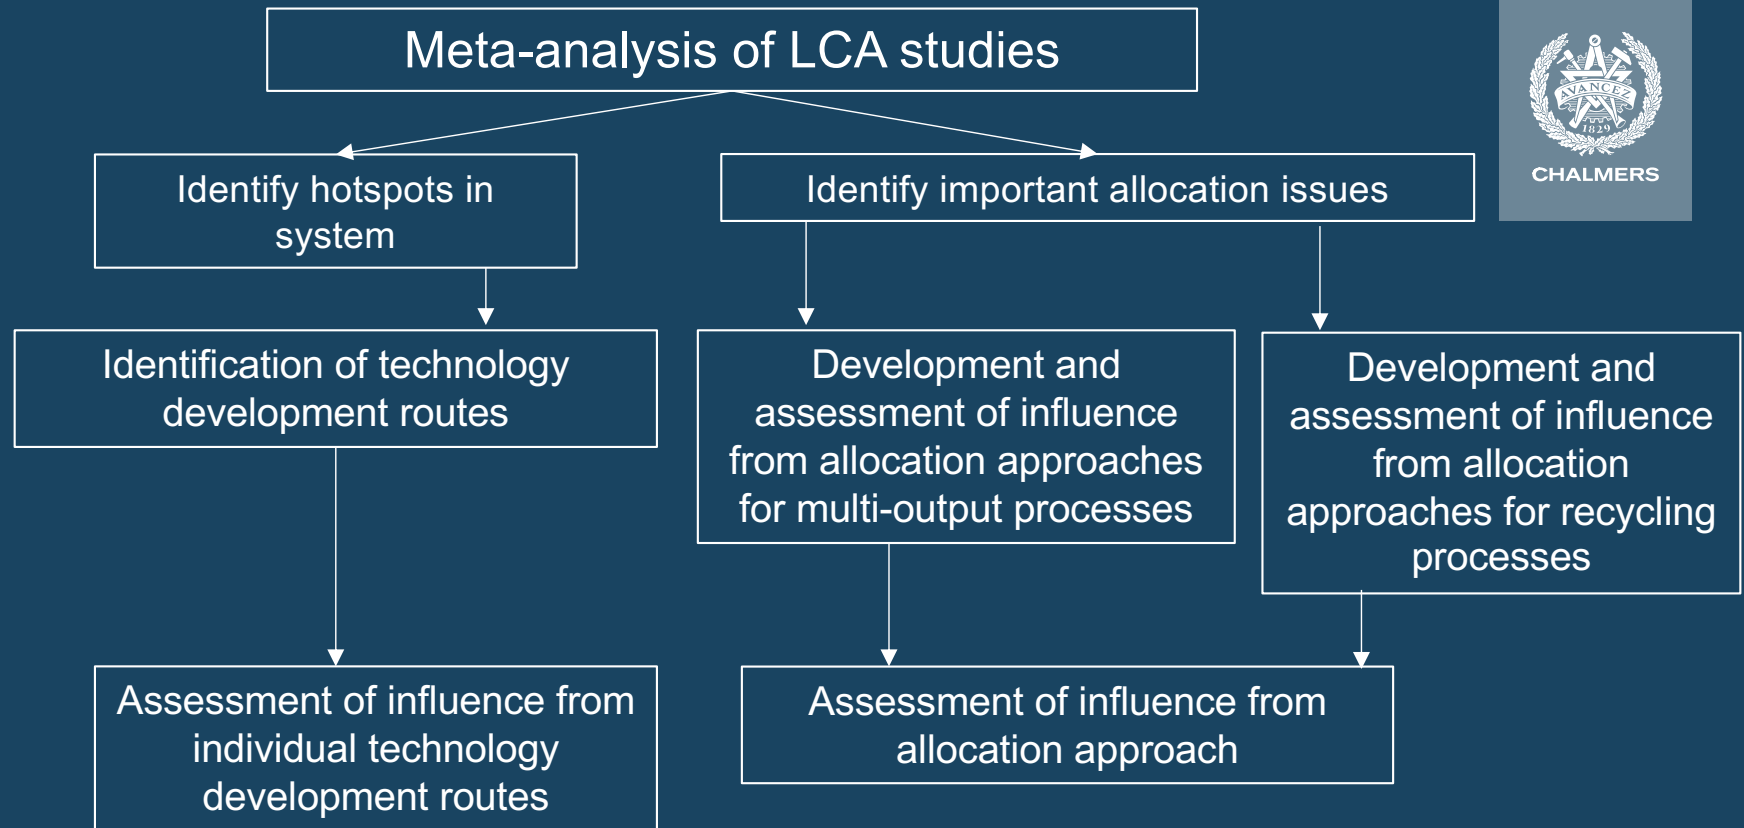 Meta-analysis of LCA studies
AVANCEZ
1829
CHALMERS
Identify hotspots in
system
Identify important allocation issues
Identification of technology
development routes
Development and
assessment of influence
from allocation approaches
for multi-output processes
Development and
assessment of influence
from allocation
approaches for recycling
processes
Assessment of influence from
individual technology
development routes
Assessment of influence from
allocation approach